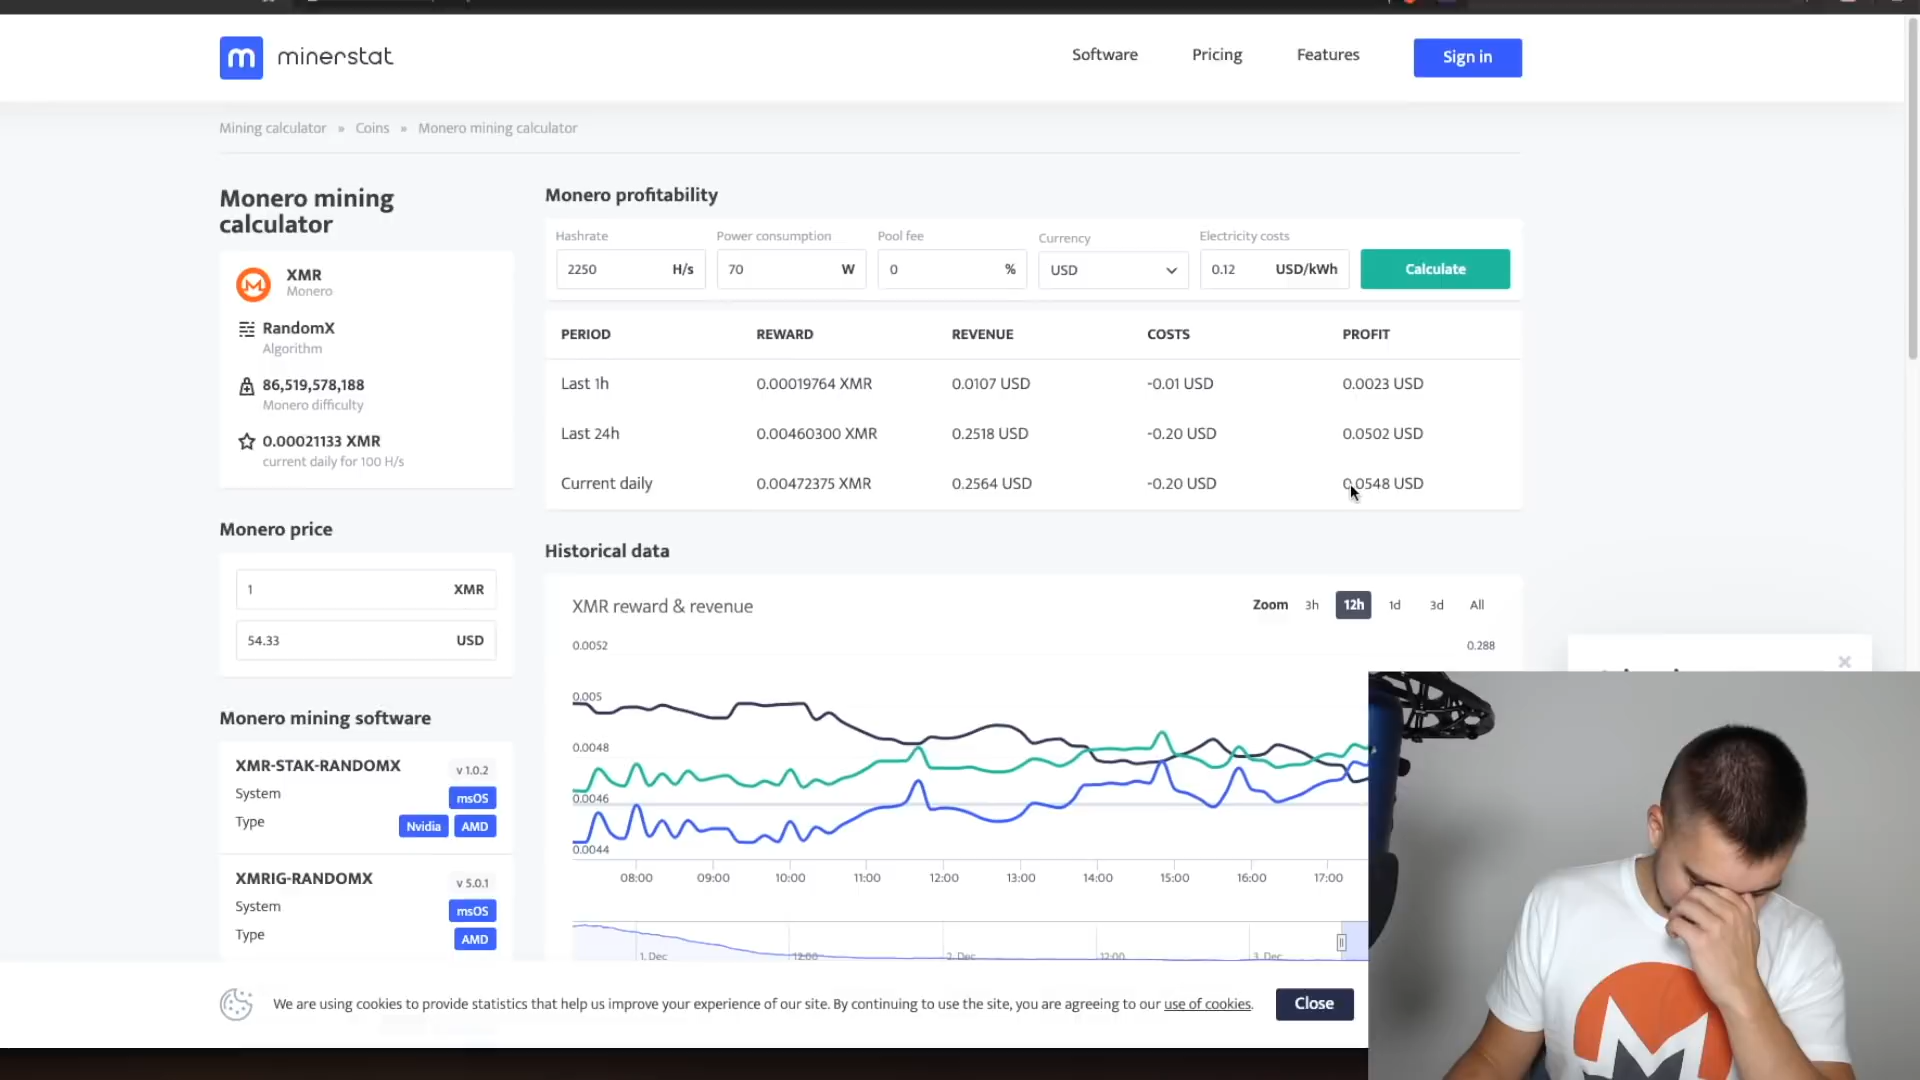 minerstat
Software Pricing Features Sign in
Mining calculator » Coins » Monero mining calculator
Monero mining
calculator
XMR
Monero
RandomX
Algorithm
86,519,578,188
Monero difficulty
0.00021133 XMR
current daily for 100 H/s
Monero price
1 XMR
54.33 USD
Monero mining software
XMR-STAK-RANDOMX v 1.0.2
System msOS
Type Nvidia AMD
XMRIG-RANDOMX v 5.0.1
System msOS
Type AMD
Monero profitability
Hashrate Power consumption Pool fee Currency Electricity costs
2250 H/s 70 W 0 % USD 0.12 USD/kWh Calculate
PERIOD REWARD REVENUE COSTS PROFIT
Last 1h 0.00019764 XMR 0.0107 USD -0.01 USD 0.0023 USD
Last 24h 0.00460300 XMR 0.2518 USD -0.20 USD 0.0502 USD
Current daily 0.00472375 XMR 0.2564 USD -0.20 USD 0.0548 USD
Historical data
XMR reward & revenue Zoom 3h 12h 1d 3d All
0.0052 0.288
0.005
0.0048
0.0046
0.0044
08:00 09:00 10:00 11:00 12:00 13:00 14:00 15:00 16:00 17:00
1. Dec 12:00 2. Dec 12:00 3. Dec
We are using cookies to provide statistics that help us improve your experience of our site. By continuing to use the site, you are agreeing to our use of cookies. Close